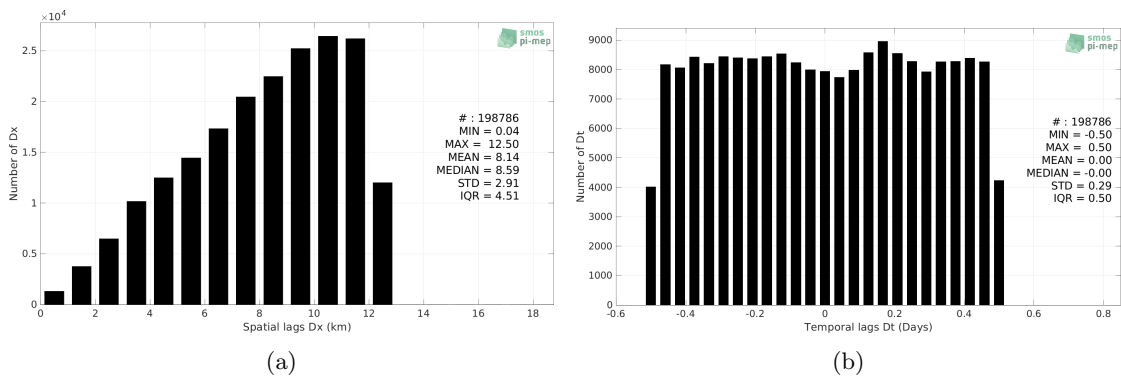 ×10⁴
2.5
2
1.5
1
0.5
0
Number of Dx
0 2 4 6 8 10 12 14 16 18
Spatial lags Dx (km)
smos
pi-mep
# : 198786
MIN = 0.04
MAX = 12.50
MEAN = 8.14
MEDIAN = 8.59
STD = 2.91
IQR = 4.51
(a)
9000
8000
7000
6000
5000
4000
3000
2000
1000
0
Number of Dt
-0.6 -0.4 -0.2 0 0.2 0.4 0.6 0.8
Temporal lags Dt (Days)
smos
pi-mep
# : 198786
MIN = -0.50
MAX = 0.50
MEAN = 0.00
MEDIAN = -0.00
STD = 0.29
IQR = 0.50
(b)